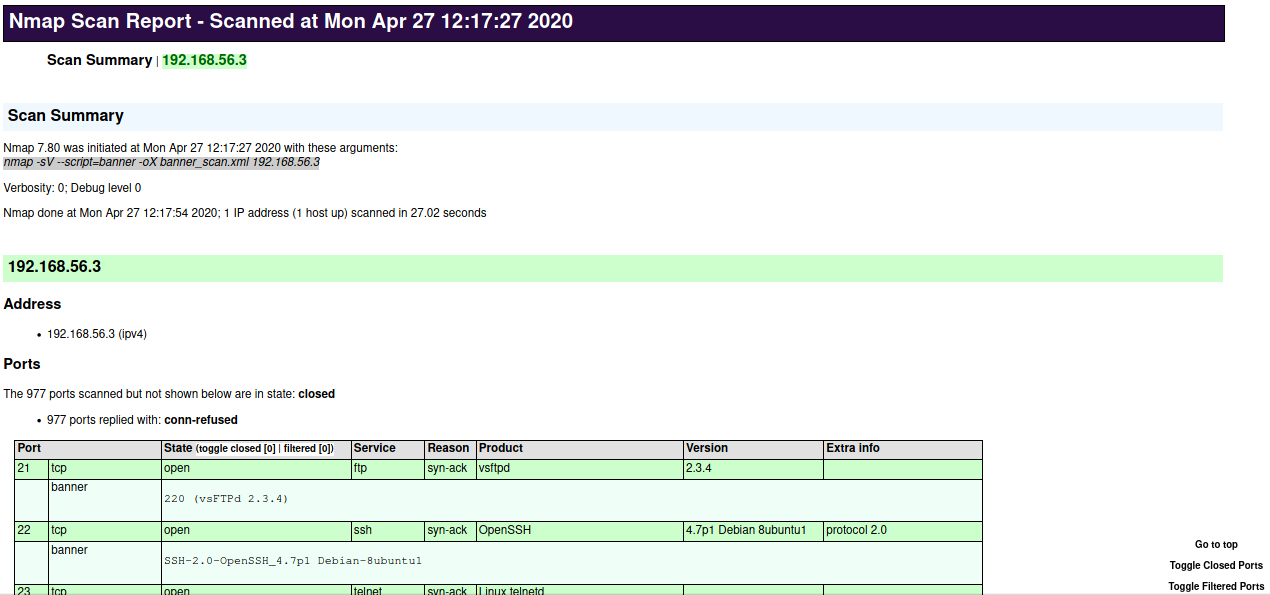 Nmap Scan Report - Scanned at Mon Apr 27 12:17:27 2020
Scan Summary | 192.168.56.3
Scan Summary
Nmap 7.80 was initiated at Mon Apr 27 12:17:27 2020 with these arguments:
nmap -sV --script=banner -oX banner_scan.xml 192.168.56.3
Verbosity: 0; Debug level 0
Nmap done at Mon Apr 27 12:17:54 2020; 1 IP address (1 host up) scanned in 27.02 seconds
192.168.56.3
Address
• 192.168.56.3 (ipv4)
Ports
The 977 ports scanned but not shown below are in state: closed
• 977 ports replied with: conn-refused
Port State (toggle closed [0] | filtered [0]) Service Reason Product Version Extra info
21 tcp open ftp syn-ack vsftpd 2.3.4
banner
220 (vsFTPd 2.3.4)
22 tcp open ssh syn-ack OpenSSH 4.7p1 Debian 8ubuntu1 protocol 2.0
banner
SSH-2.0-OpenSSH_4.7p1 Debian-8ubuntu1
23 tcp open telnet syn-ack Linux telnetd
Go to top
Toggle Closed Ports
Toggle Filtered Ports